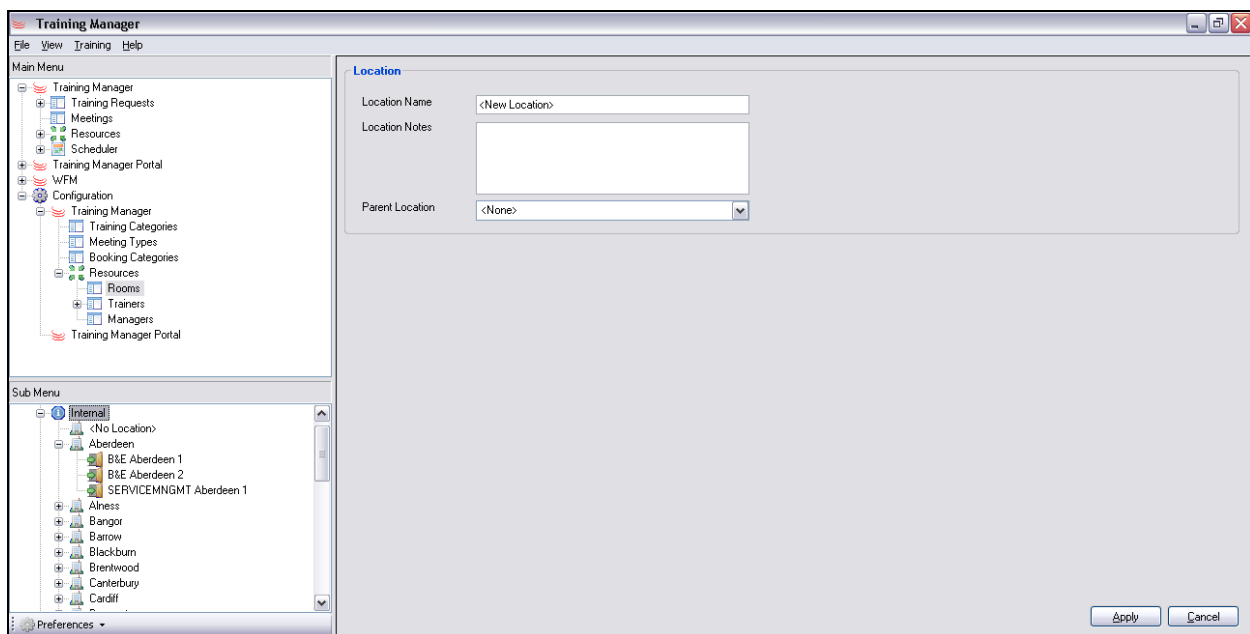 Training Manager
File View Training Help
Main Menu
Training Manager
Training Requests
Meetings
Resources
Scheduler
Training Manager Portal
WFM
Configuration
Training Manager
Training Categories
Meeting Types
Booking Categories
Resources
Rooms
Trainers
Managers
Training Manager Portal
Sub Menu
Internal
<No Location>
Aberdeen
B&E Aberdeen 1
B&E Aberdeen 2
SERVICEMNGMT Aberdeen 1
Alness
Bangor
Barrow
Blackburn
Brentwood
Canterbury
Cardiff
Preferences
Location
Location Name <New Location>
Location Notes
Parent Location <None>
Apply Cancel